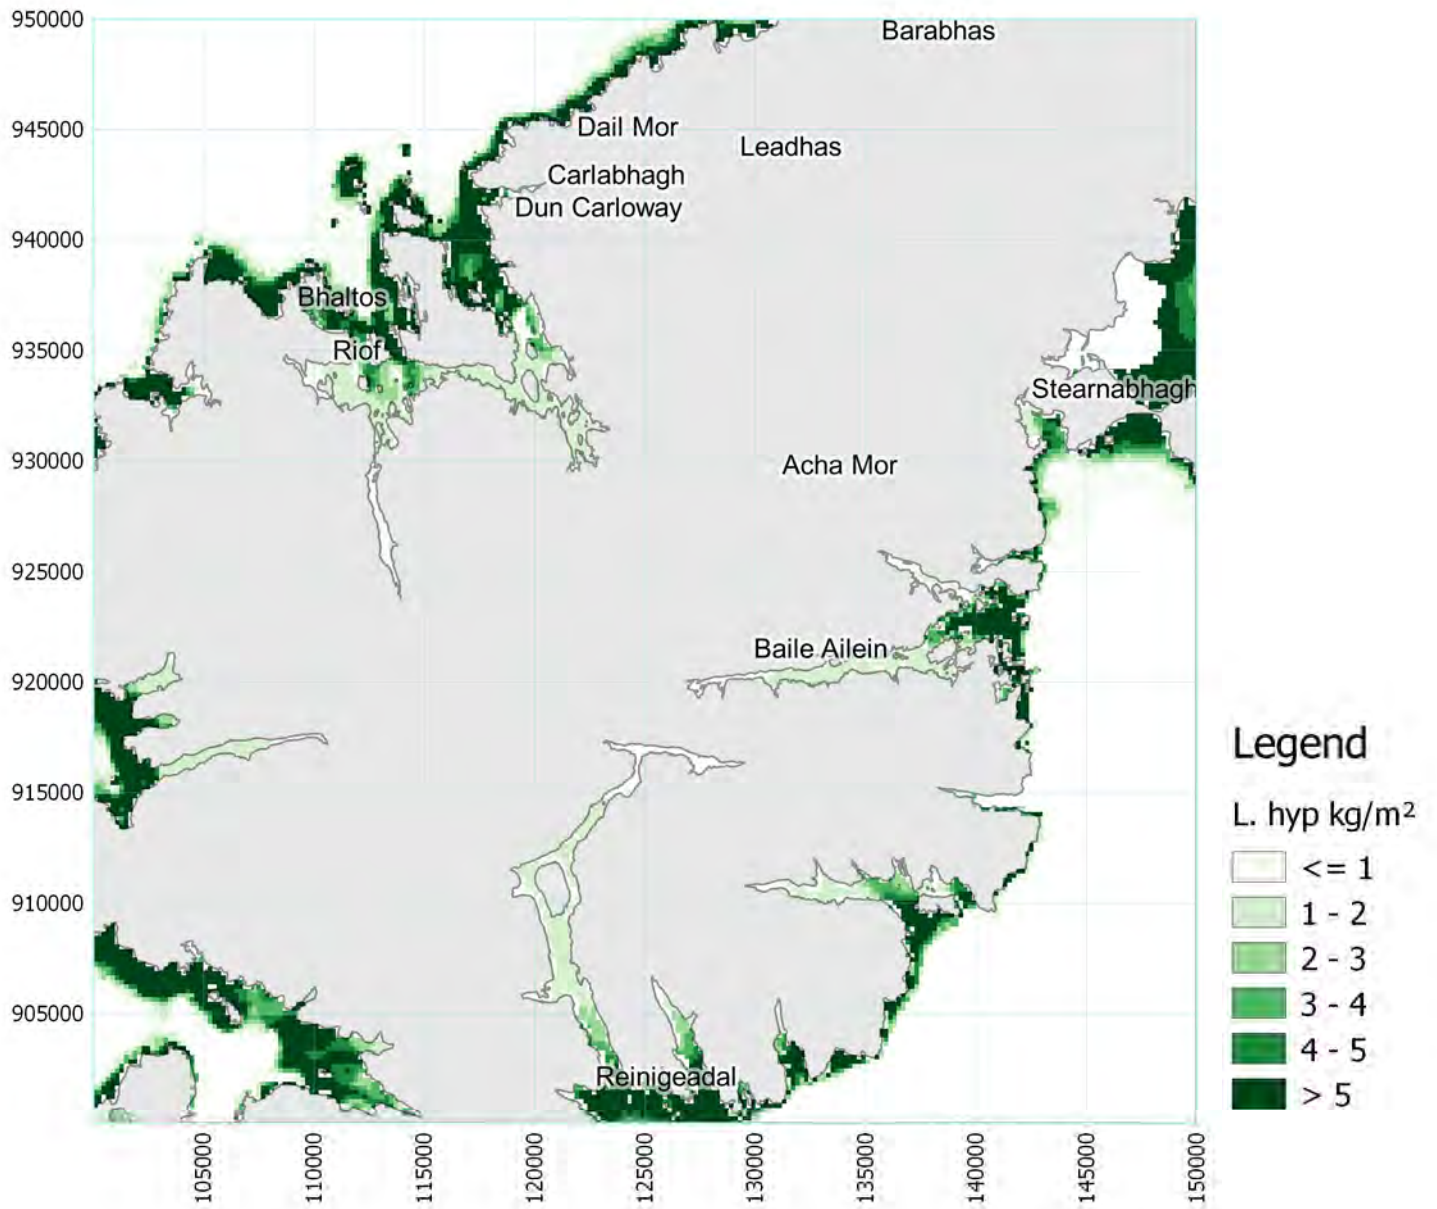 950000
Barabhas
945000
Dail Mor
Leadhas
Carlabhagh
Dun Carloway
940000
Bhaltos
935000
Riof
Stearnabhagh
930000
Acha Mor
925000
Baile Ailein
920000
915000
910000
905000
Reinigeadal
105000
110000
115000
120000
125000
130000
135000
140000
145000
150000
Legend
L. hyp kg/m²
<= 1
1 - 2
2 - 3
3 - 4
4 - 5
> 5